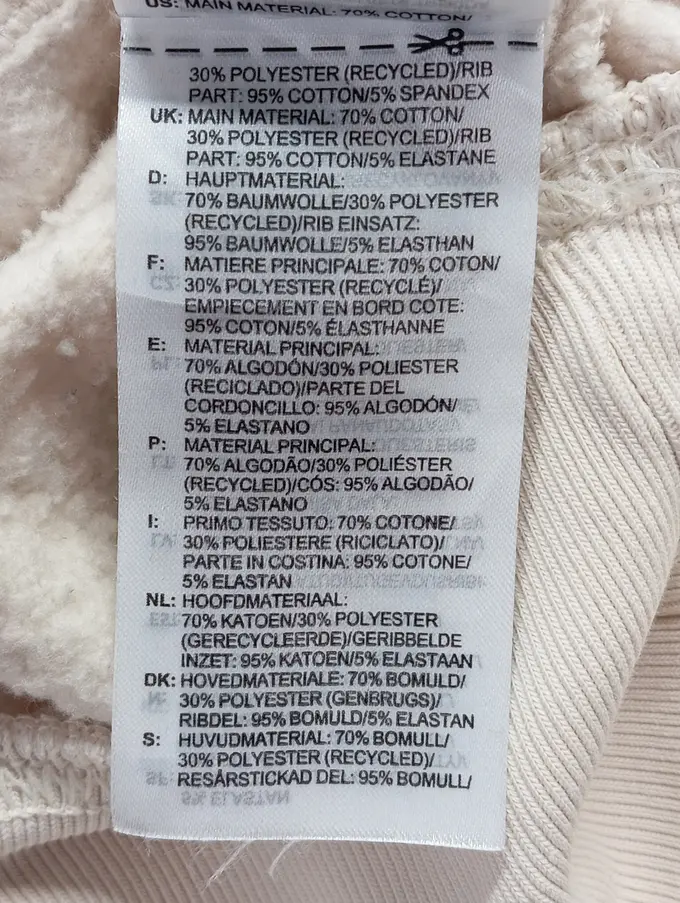 US: MAIN MATERIAL: 70% COTTON/
30% POLYESTER (RECYCLED)/RIB
PART: 95% COTTON/5% SPANDEX
UK: MAIN MATERIAL: 70% COTTON/
30% POLYESTER (RECYCLED)/RIB
PART: 95% COTTON/5% ELASTANE
D: HAUPTMATERIAL:
70% BAUMWOLLE/30% POLYESTER
(RECYCLED)/RIB EINSATZ:
95% BAUMWOLLE/5% ELASTHAN
F: MATIERE PRINCIPALE: 70% COTON/
30% POLYESTER (RECYCLÉ)/
EMPIECEMENT EN BORD COTE:
95% COTON/5% ÉLASTHANNE
E: MATERIAL PRINCIPAL:
70% ALGODÓN/30% POLIESTER
(RECICLADO)/PARTE DEL
CORDONCILLO: 95% ALGODÓN/
5% ELASTANO
P: MATERIAL PRINCIPAL:
70% ALGODÃO/30% POLIÉSTER
(RECYCLED)/CÓS: 95% ALGODÃO/
5% ELASTANO
I: PRIMO TESSUTO: 70% COTONE/
30% POLIESTERE (RICICLATO)/
PARTE IN COSTINA: 95% COTONE/
5% ELASTAN
NL: HOOFDMATERIAAL:
70% KATOEN/30% POLYESTER
(GERECYCLEERDE)/GERIBBELDE
INZET: 95% KATOEN/5% ELASTAAN
DK: HOVEDMATERIALE: 70% BOMULD/
30% POLYESTER (GENBRUGS)/
RIBDEL: 95% BOMULD/5% ELASTAN
S: HUVUDMATERIAL: 70% BOMULL/
30% POLYESTER (RECYCLED)/
RESÅRSTICKAD DEL: 95% BOMULL/
5% ELASTAN